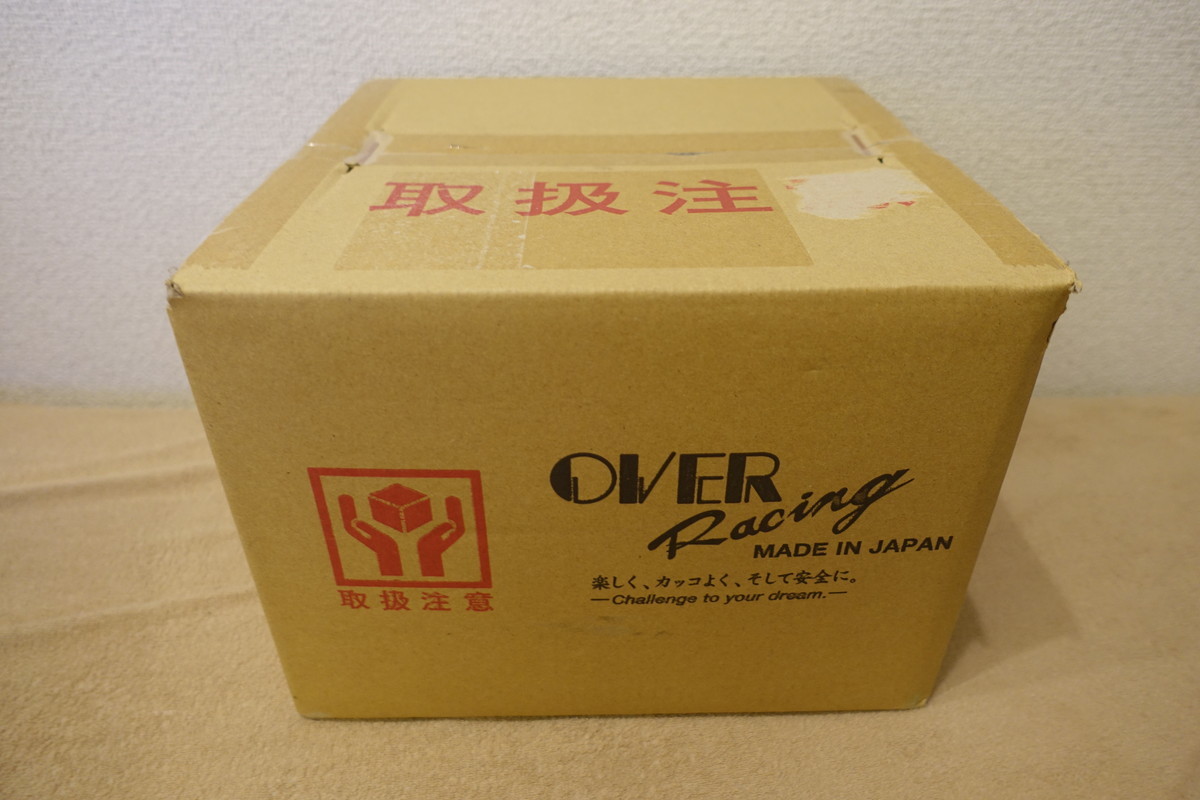 取扱注
OVER
Racing
MADE IN JAPAN
楽しく、カッコよく、そして安全に。
—Challenge to your dream.—
取扱注意